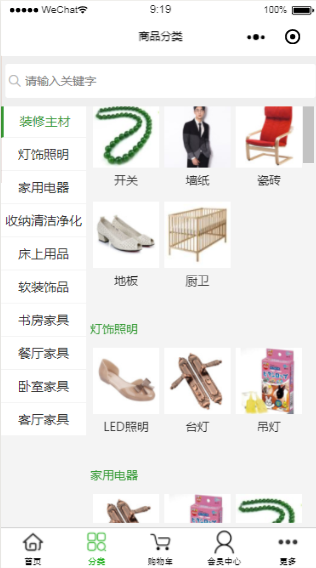 WeChat 9:19 100%
商品分类
请输入关键字
装修主材
灯饰照明
家用电器
收纳清洁净化
床上用品
软装饰品
书房家具
餐厅家具
卧室家具
客厅家具
开关 墙纸 瓷砖
地板 厨卫
灯饰照明
LED照明 台灯 吊灯
家用电器
首页 分类 购物车 会员中心 更多